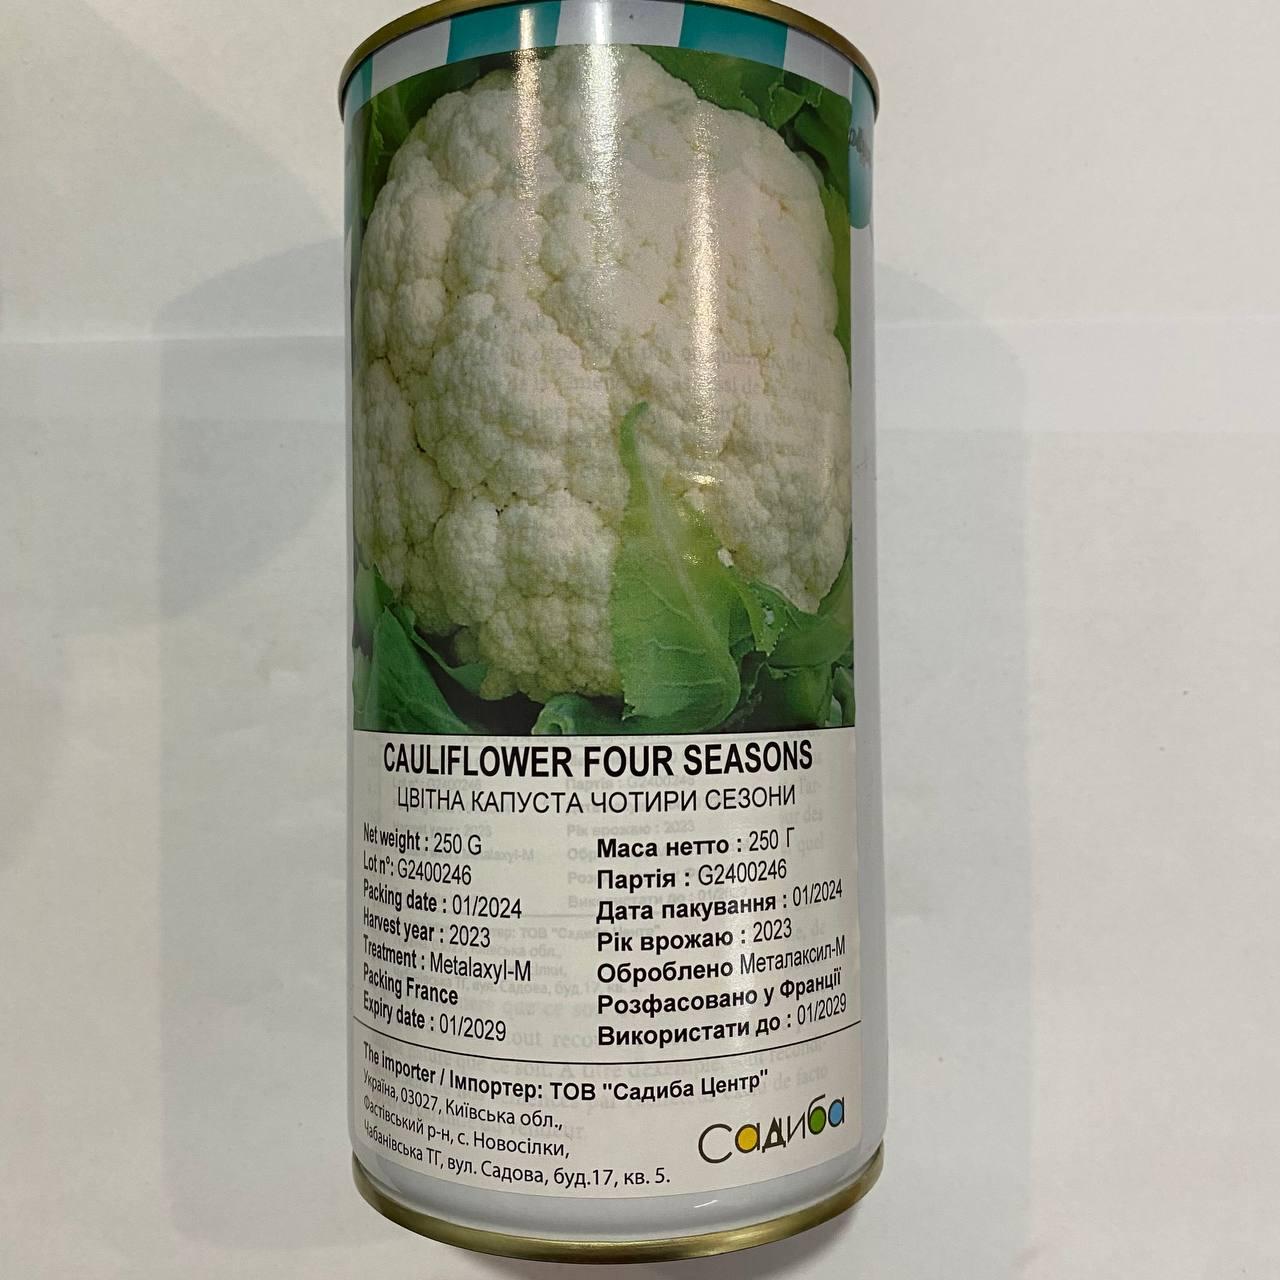 CAULIFLOWER FOUR SEASONS
ЦВІТНА КАПУСТА ЧОТИРИ СЕЗОНИ
Net weight : 250 G
Lot n°: G2400246
Packing date : 01/2024
Harvest year : 2023
Treatment : Metalaxyl-M
Packing France
Expiry date : 01/2029
Маса нетто : 250 Г
Партія : G2400246
Дата пакування : 01/2024
Рік врожаю : 2023
Оброблено Металаксил-М
Розфасовано у Франції
Використати до : 01/2029
The importer / Імпортер: ТОВ "Садиба Центр"
Україна, 03027, Київська обл.,
Фастівський р-н, с. Новосілки,
Чабанівська ТГ, вул. Садова, буд.17, кв. 5.
Садиба